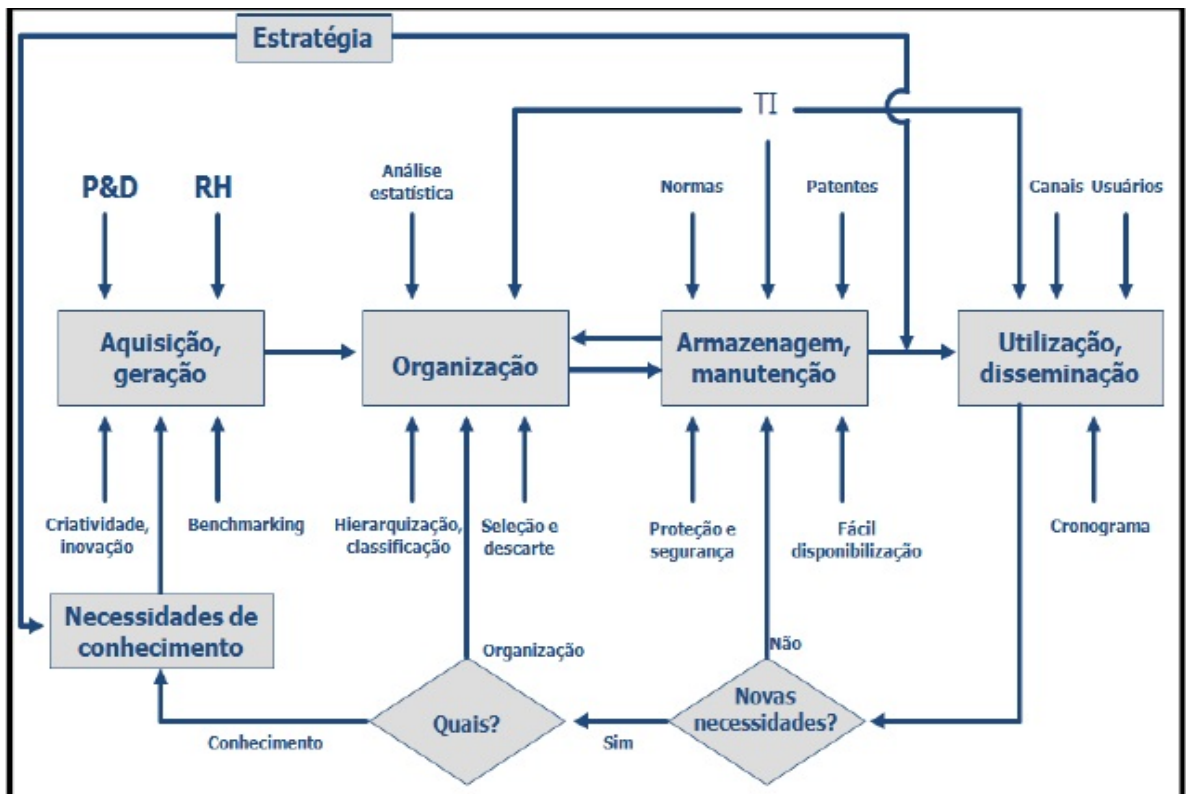 Estratégia
TI
P&D
RH
Análise
estatística
Normas
Patentes
Canais
Usuários
Aquisição,
geração
Organização
Armazenagem,
manutenção
Utilização,
disseminação
Criatividade,
inovação
Benchmarking
Hierarquização,
classificação
Seleção e
descarte
Proteção e
segurança
Fácil
disponibilização
Cronograma
Necessidades de
conhecimento
Organização
Não
Quais?
Novas
necessidades?
Conhecimento
Sim